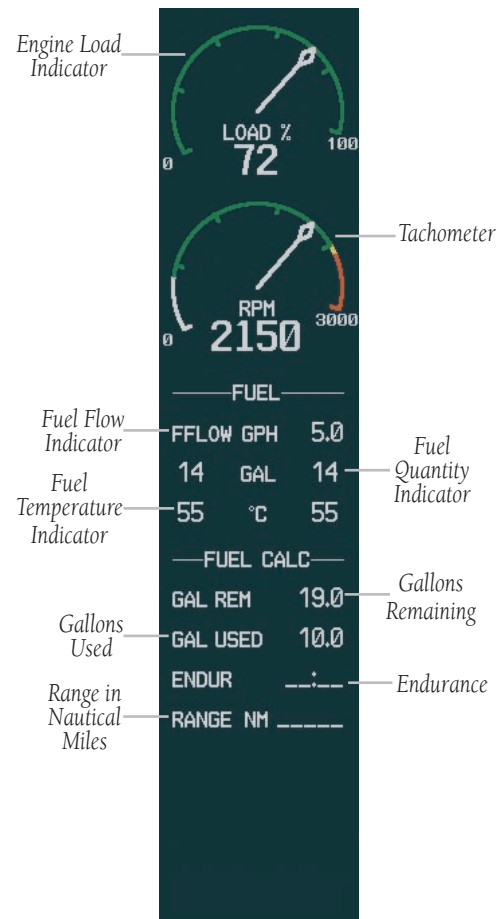 Engine Load
Indicator
LOAD %
72
0
100
Tachometer
RPM
2150
0
3000
FUEL
Fuel Flow
Indicator
FFLOW GPH 5.0
14 GAL 14
Fuel
Quantity
Indicator
Fuel
Temperature
Indicator
55 °C 55
FUEL CALC
GAL REM 19.0
Gallons
Remaining
Gallons
Used
GAL USED 10.0
ENDUR __:__
Endurance
Range in
Nautical
Miles
RANGE NM _____